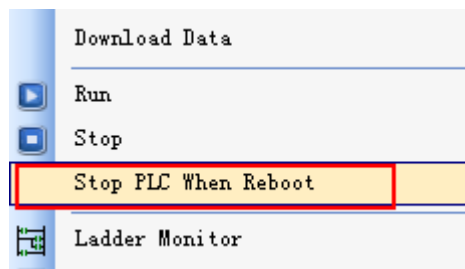 Download Data
Run
Stop
Stop PLC When Reboot
Ladder Monitor